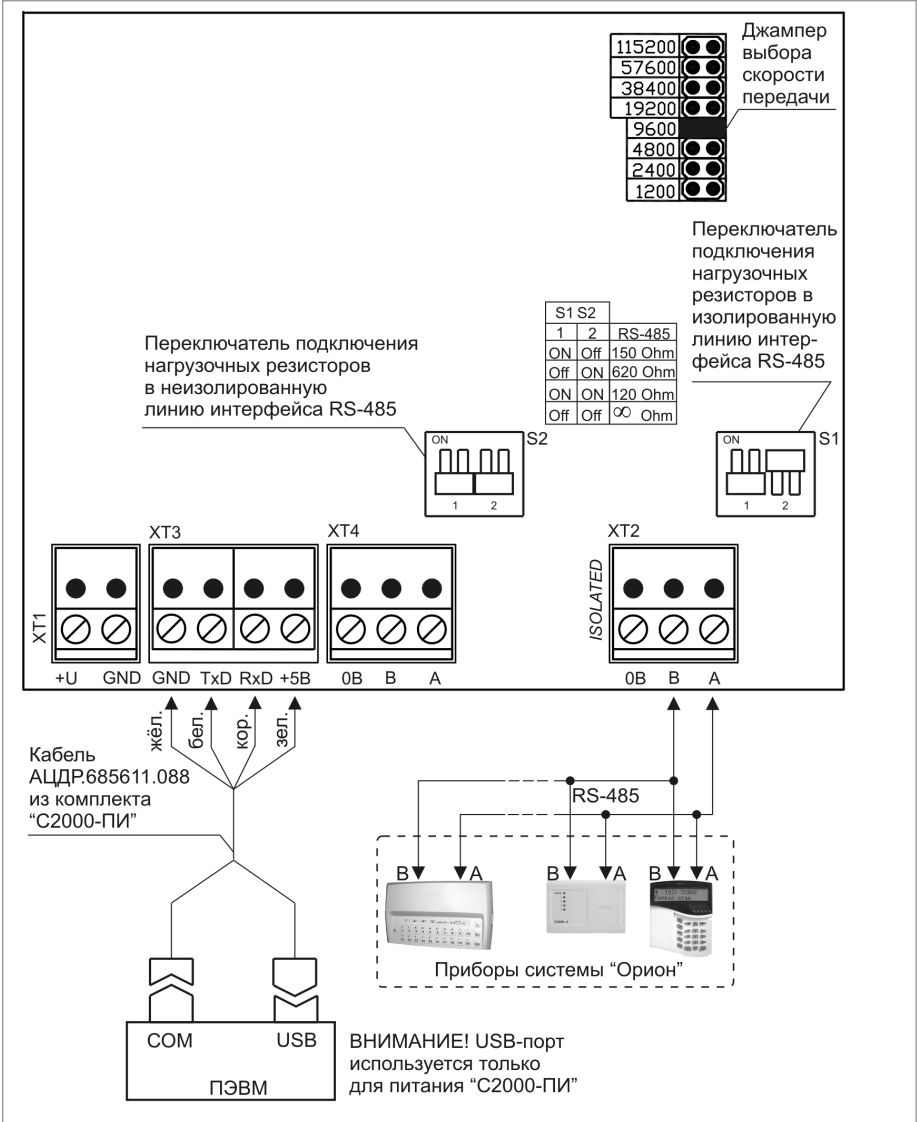 115200
57600
38400
19200
9600
4800
2400
1200
Джампер
выбора
скорости
передачи
Переключатель
подключения
нагрузочных
резисторов в
изолированную
линию интер-
фейса RS-485
Переключатель подключения
нагрузочных резисторов
в неизолированную
линию интерфейса RS-485
S1 S2
1 2 RS-485
ON Off 150 Ohm
Off ON 620 Ohm
ON ON 120 Ohm
Off Off ∞ Ohm
ON
1 2
S2
ON
1 2
S1
XT3
XT4
XT2
XT1
ISOLATED
+U GND GND TxD RxD +5В
0В B A
0В B A
жёл.
бел.
кор.
зел.
Кабель
АЦДР.685611.088
из комплекта
“С2000-ПИ”
RS-485
B A
B A
B A
Приборы системы “Орион”
COM USB
ПЭВМ
ВНИМАНИЕ! USB-порт
используется только
для питания “С2000-ПИ”